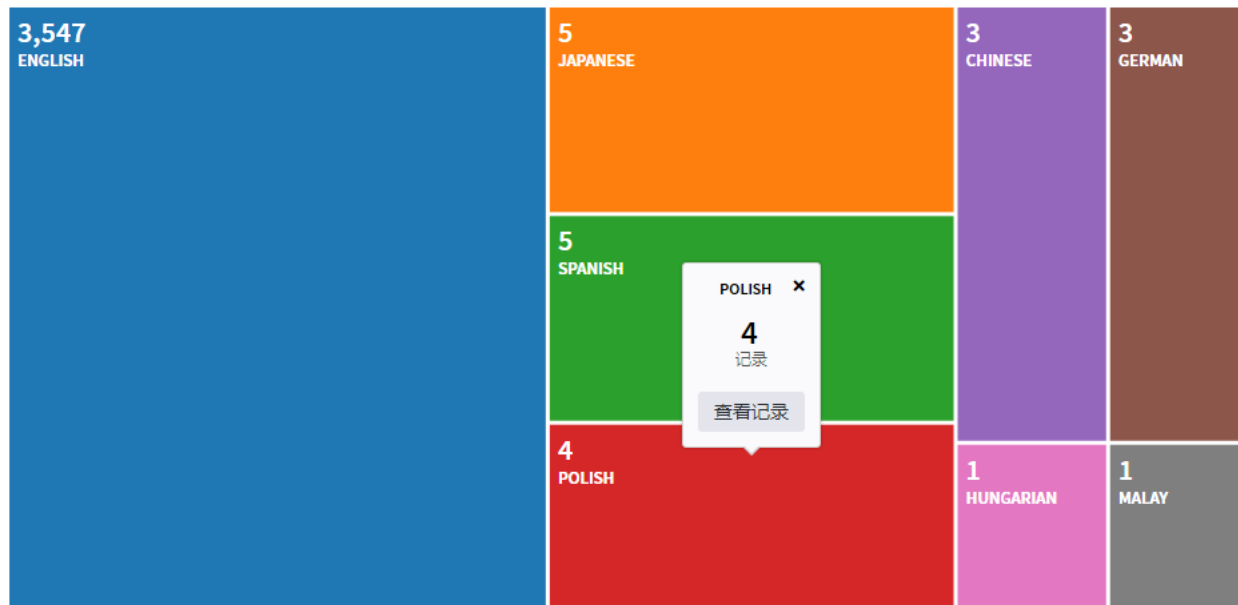 3,547
ENGLISH
5
JAPANESE
5
SPANISH
POLISH ×
4
记录
查看记录
4
POLISH
3
CHINESE
3
GERMAN
1
HUNGARIAN
1
MALAY